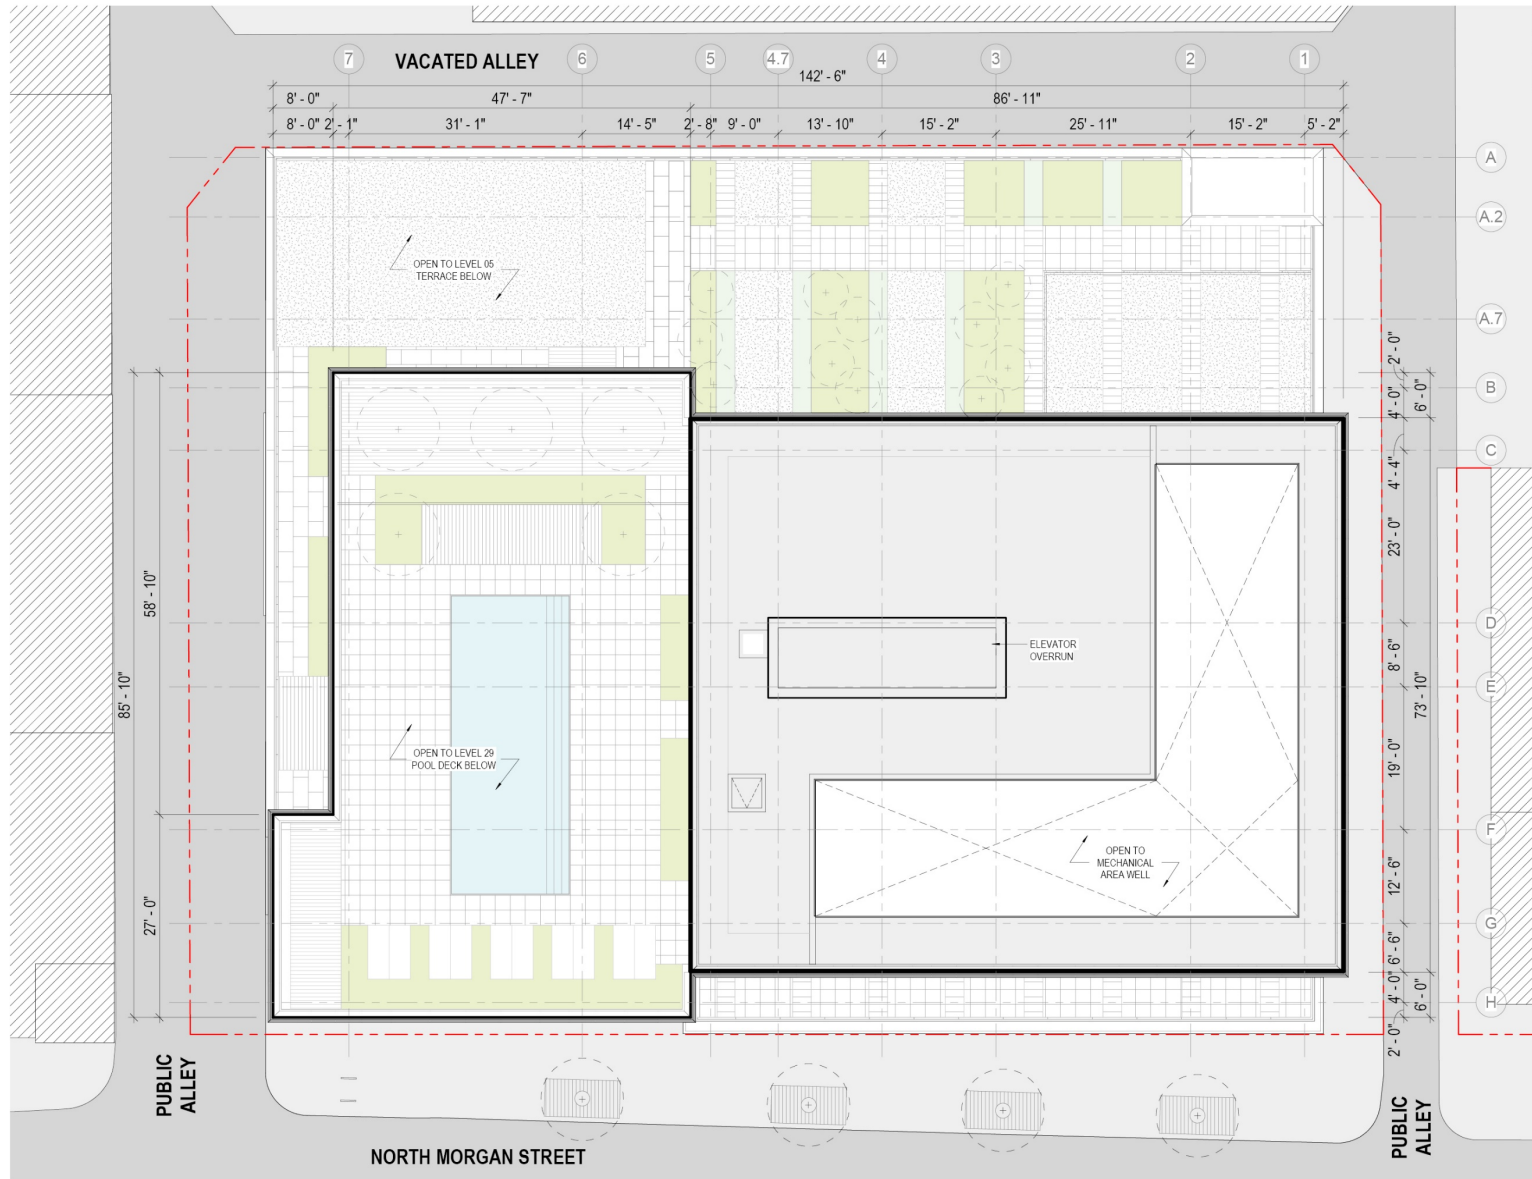 VACATED ALLEY
7
6
5
4.7
4
3
2
1
142' - 6"
8' - 0"
47' - 7"
86' - 11"
8' - 0"
2' - 1"
31' - 1"
14' - 5"
2' - 8"
9' - 0"
13' - 10"
15' - 2"
25' - 11"
15' - 2"
5' - 2"
A
A.2
A.7
B
C
D
E
F
G
H
OPEN TO LEVEL 05
TERRACE BELOW
2' - 0"
4' - 0"
6' - 0"
4' - 4"
23' - 0"
8' - 6"
73' - 10"
19' - 0"
12' - 6"
6' - 6"
4' - 0"
6' - 0"
2' - 0"
58' - 10"
85' - 10"
27' - 0"
ELEVATOR
OVERRUN
OPEN TO LEVEL 29
POOL DECK BELOW
OPEN TO
MECHANICAL
AREA WELL
PUBLIC
ALLEY
PUBLIC
ALLEY
NORTH MORGAN STREET